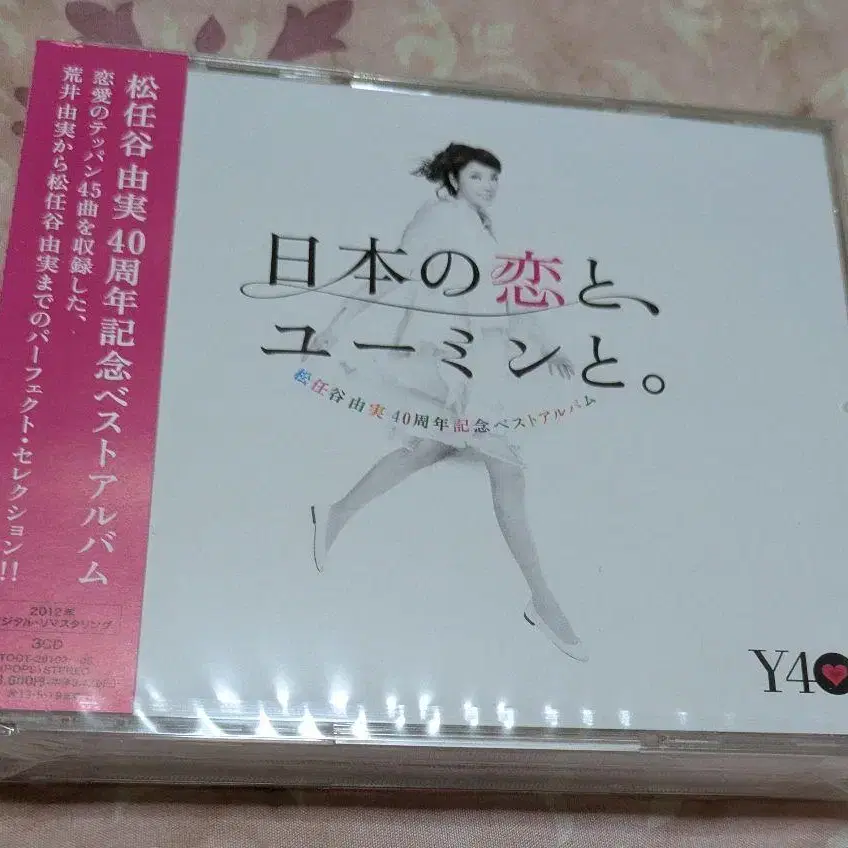 松任谷 由実 40周年記念ベストアルバム
恋愛のテッパン45曲を収録した、
荒井 由実から松任谷 由実までのパーフェクト・セレクション!!
2012年
ジタル・リマスタリング
3CD
(POPL)STEREO
日本の恋と、
ユーミンと。
松任谷 由実 40周年記念ベストアルバム
Y40